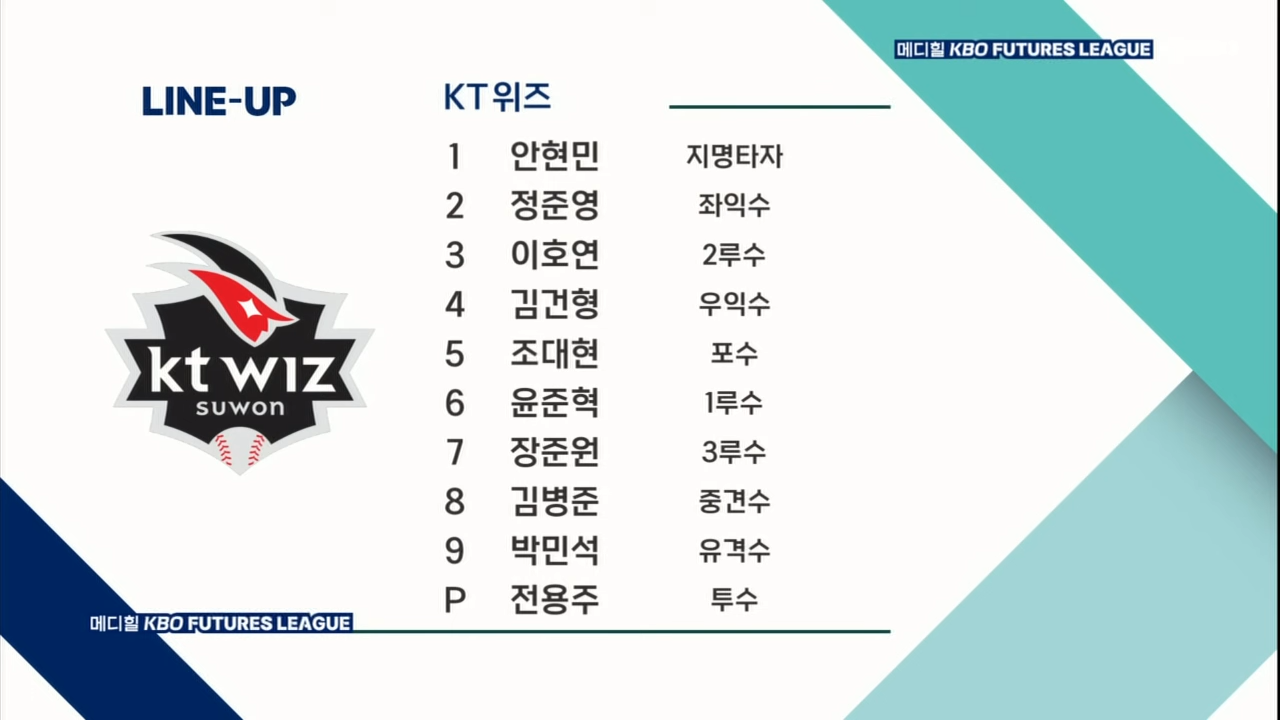 메디힐 KBO FUTURES LEAGUE
LINE-UP
KT 위즈
1 안현민 지명타자
2 정준영 좌익수
3 이호연 2루수
4 김건형 우익수
5 조대현 포수
6 윤준혁 1루수
7 장준원 3루수
8 김병준 중견수
9 박민석 유격수
P 전용주 투수
kt wiz
suwon
메디힐 KBO FUTURES LEAGUE